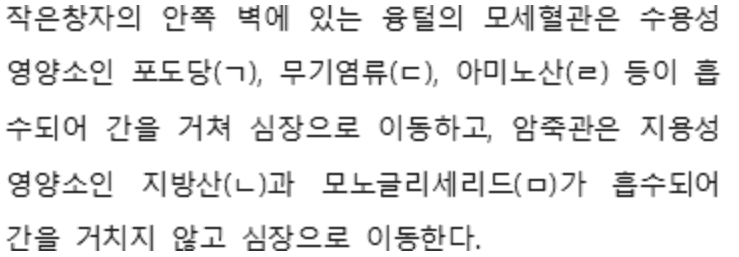 작은창자의 안쪽 벽에 있는 융털의 모세혈관은 수용성
영양소인 포도당(ㄱ), 무기염류(ㄷ), 아미노산(ㄹ) 등이 흡
수되어 간을 거쳐 심장으로 이동하고, 암죽관은 지용성
영양소인 지방산(ㄴ)과 모노글리세리드(ㅁ)가 흡수되어
간을 거치지 않고 심장으로 이동한다.